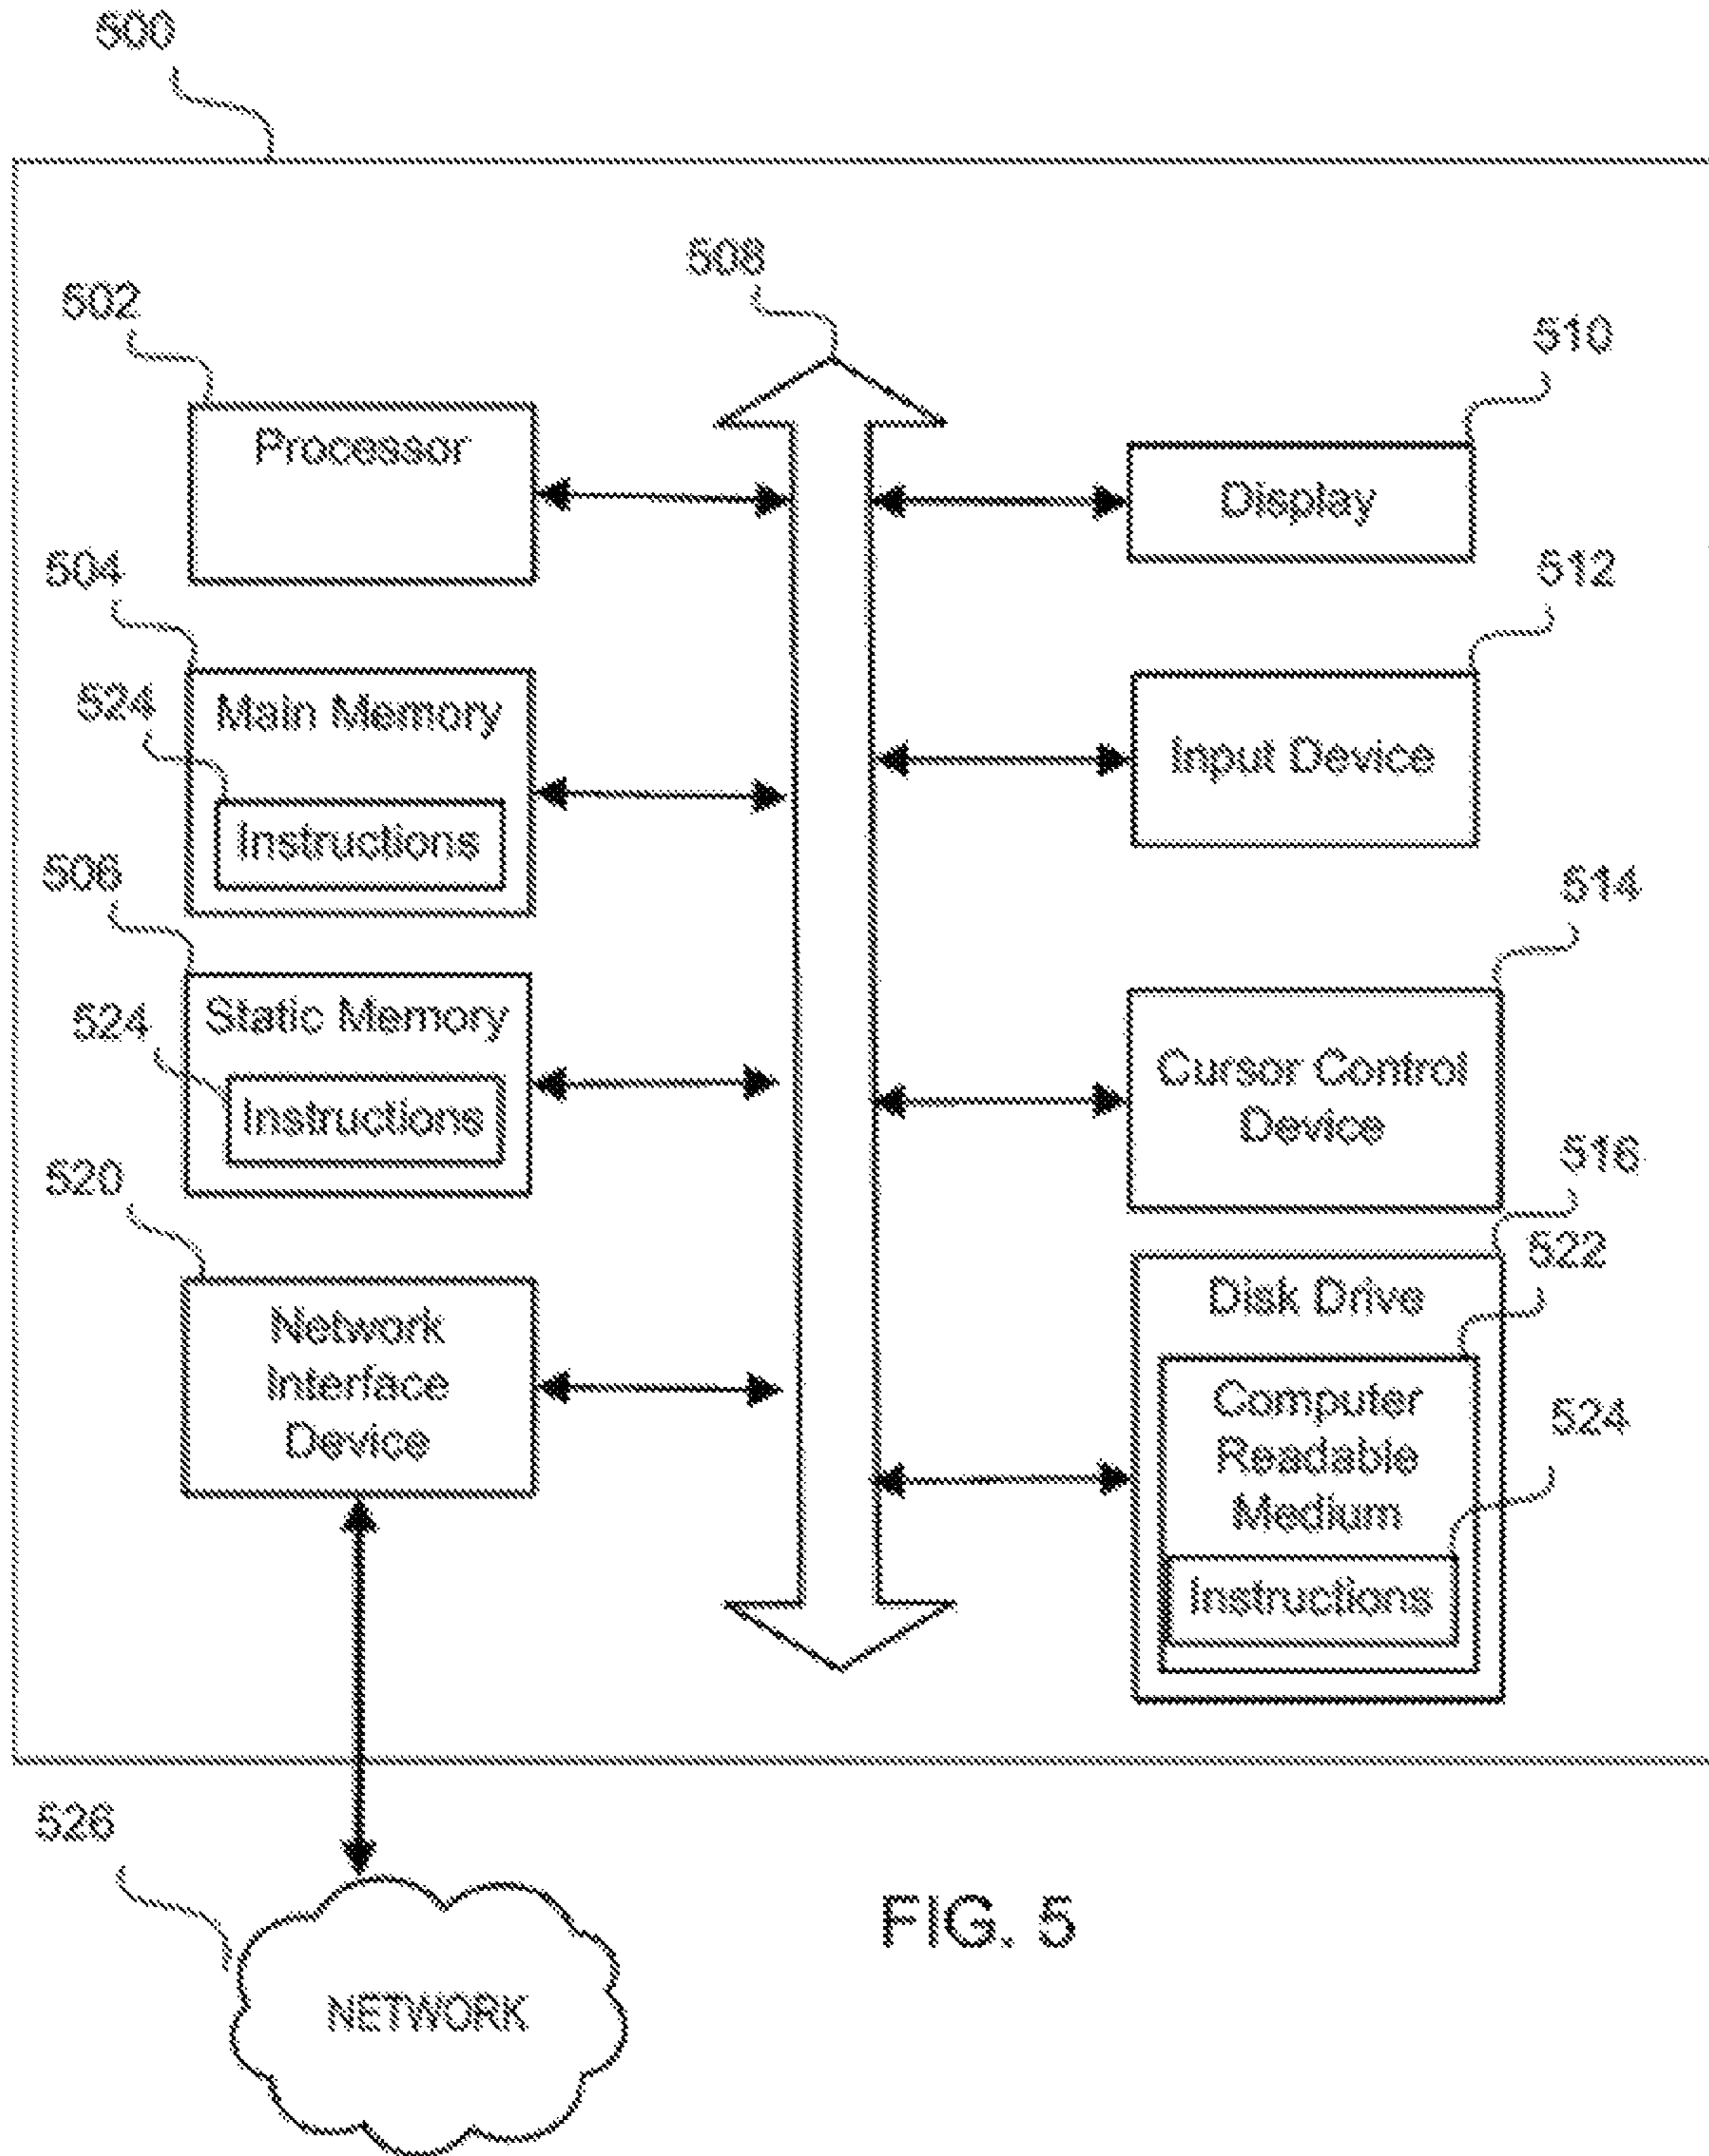 500
508
502
510
Processor
Display
504
512
524
Main Memory
Input Device
Instructions
506
514
524
Static Memory
Cursor Control
Device
Instructions
516
520
522
Disk Drive
Network
Interface
Device
Computer
Readable
Medium
524
Instructions
526
FIG. 5
NETWORK